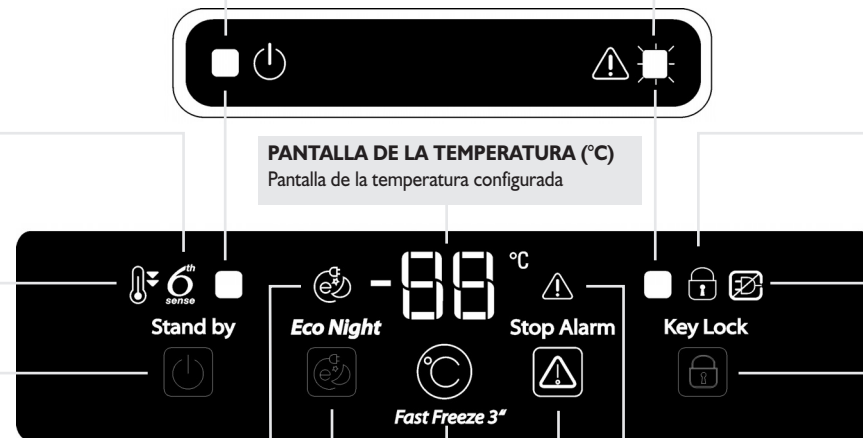 PANTALLA DE LA TEMPERATURA (°C)
Pantalla de la temperatura configurada
6th sense
-88 °C
Stand by
Eco Night
Stop Alarm
Key Lock
e
e
°C
Fast Freeze 3"